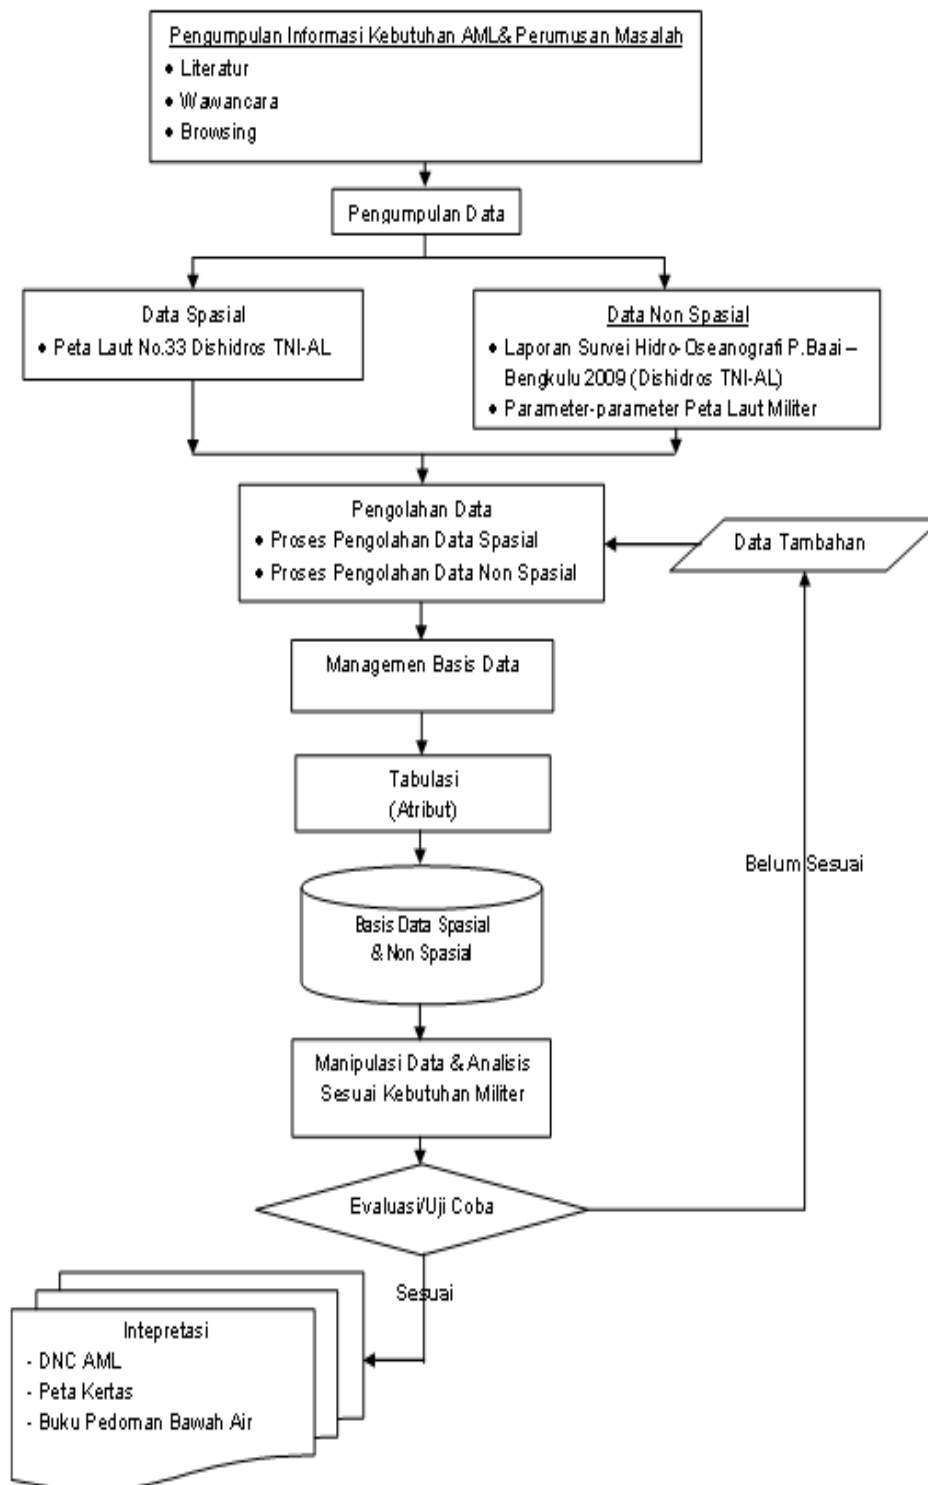 Pengumpulan Informasi Kebutuhan AML& Perumusan Masalah
• Literatur
• Wawancara
• Browsing
Pengumpulan Data
Data Spasial
• Peta Laut No.33 Dishidros TNI-AL
Data Non Spasial
• Laporan Survei Hidro-Oseanografi P.Baai –
Bengkulu 2009 (Dishidros TNI-AL)
• Parameter-parameter Peta Laut Militer
Pengolahan Data
• Proses Pengolahan Data Spasial
• Proses Pengolahan Data Non Spasial
Data Tambahan
Managemen Basis Data
Tabulasi
(Atribut)
Belum Sesuai
Basis Data Spasial
& Non Spasial
Manipulasi Data & Analisis
Sesuai Kebutuhan Militer
Evaluasi/Uji Coba
Sesuai
Intepretasi
- DNC AML
- Peta Kertas
- Buku Pedoman Bawah Air